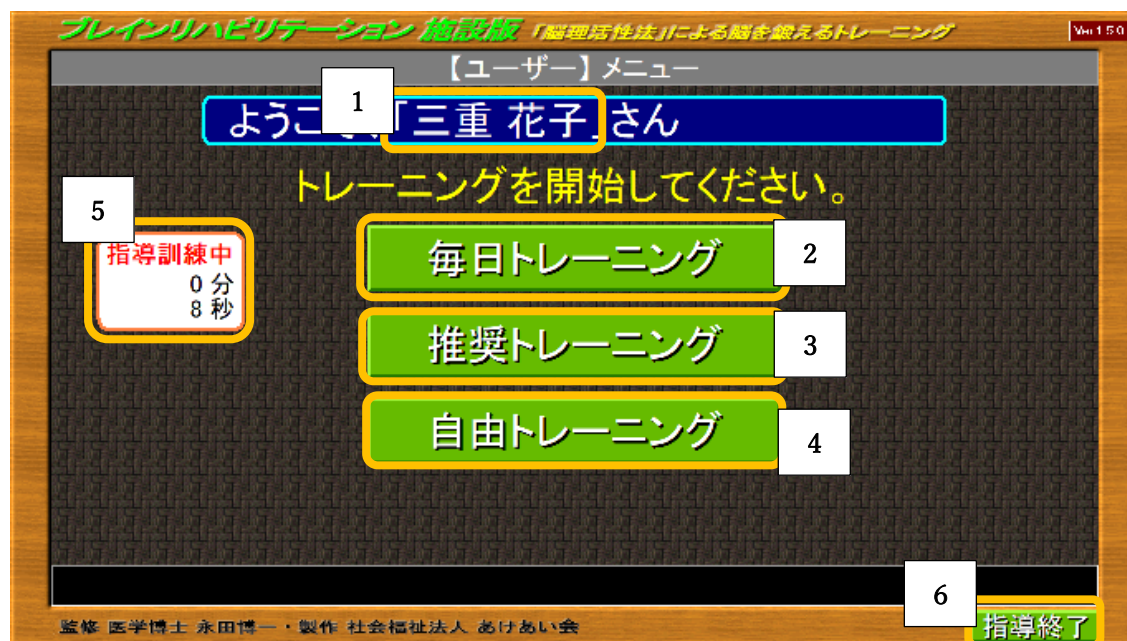 ブレインリハビリテーション 施設版 「脳理活性法」による脳を鍛えるトレーニング
Ver 1.5.0
【ユーザー】メニュー
1
ようこ 「三重 花子」さん
トレーニングを開始してください。
5
指導訓練中
0 分
8 秒
毎日トレーニング
2
推奨トレーニング
3
自由トレーニング
4
6
監修 医学博士 永田博一・製作 社会福祉法人 あけあい会
指導終了